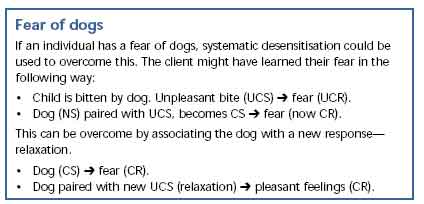 Fear of dogs
If an individual has a fear of dogs, systematic desensitisation could be
used to overcome this. The client might have learned their fear in the
following way:
• Child is bitten by dog. Unpleasant bite (UCS) ➔ fear (UCR).
• Dog (NS) paired with UCS, becomes CS ➔ fear (now CR).
This can be overcome by associating the dog with a new response—
relaxation.
• Dog (CS) ➔ fear (CR).
• Dog paired with new UCS (relaxation) ➔ pleasant feelings (CR).